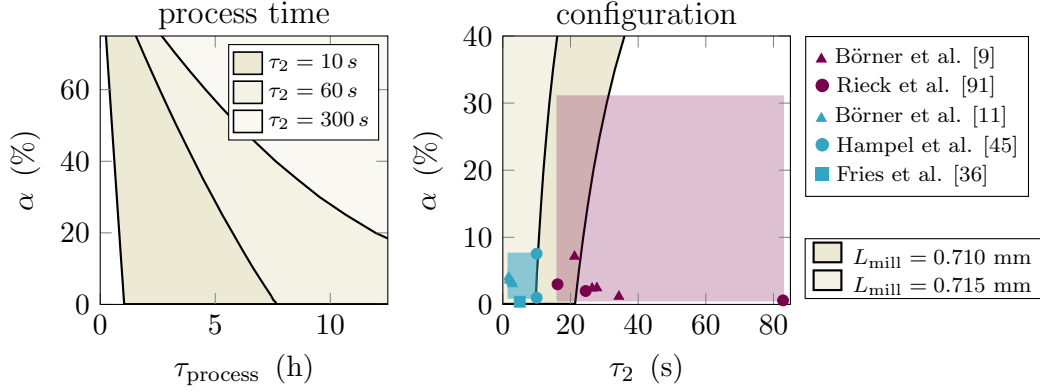 process time
configuration
α (%)
60
40
20
0
0
5
10
τprocess (h)
τ2 = 10 s
τ2 = 60 s
τ2 = 300 s
α (%)
40
30
20
10
0
0
20
40
60
80
τ2 (s)
Börner et al. [9]
Rieck et al. [91]
Börner et al. [11]
Hampel et al. [45]
Fries et al. [36]
Lmill = 0.710 mm
Lmill = 0.715 mm